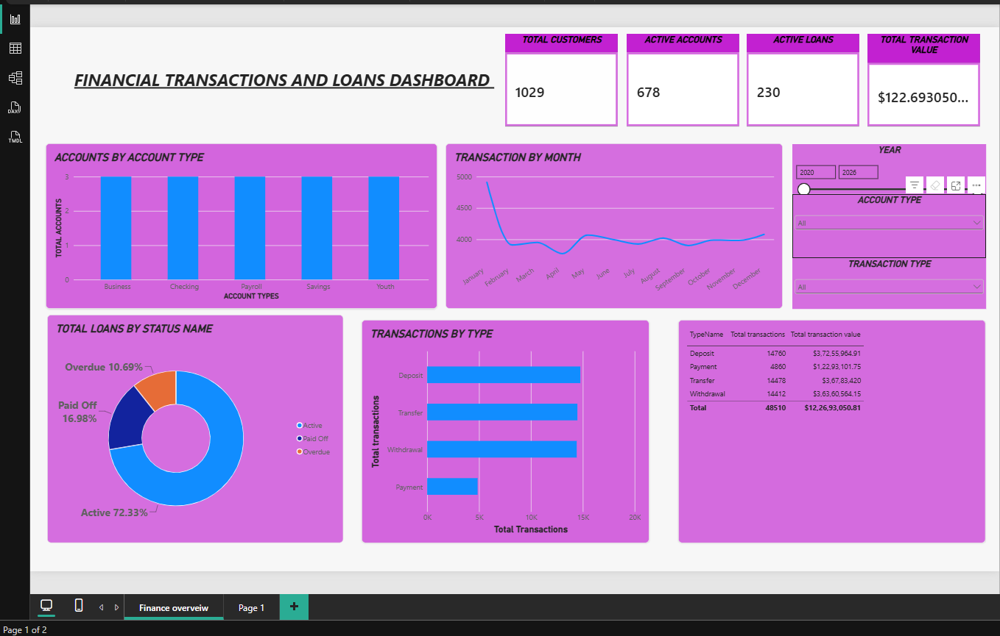 DAX
TMDL
FINANCIAL TRANSACTIONS AND LOANS DASHBOARD
TOTAL CUSTOMERS
1029
ACTIVE ACCOUNTS
678
ACTIVE LOANS
230
TOTAL TRANSACTION
VALUE
$122.693050...
ACCOUNTS BY ACCOUNT TYPE
TOTAL ACCOUNTS
3
2
1
0
Business Checking Payroll Savings Youth
ACCOUNT TYPES
TRANSACTION BY MONTH
5000
4500
4000
January February March April May June July August September October November December
YEAR
2020 2026
ACCOUNT TYPE
All
TRANSACTION TYPE
All
TOTAL LOANS BY STATUS NAME
Overdue 10.69%
Paid Off
16.98%
Active 72.33%
Active
Paid Off
Overdue
TRANSACTIONS BY TYPE
Total transactions
Deposit
Transfer
Withdrawal
Payment
0K 5K 10K 15K 20K
Total Transactions
TypeName Total transactions Total transaction value
Deposit 14760 $3,72,55,964.91
Payment 4860 $1,22,93,101.75
Transfer 14478 $3,67,83,420
Withdrawal 14412 $3,63,60,564.15
Total 48510 $12,26,93,050.81
Finance overveiw Page 1 +
Page 1 of 2